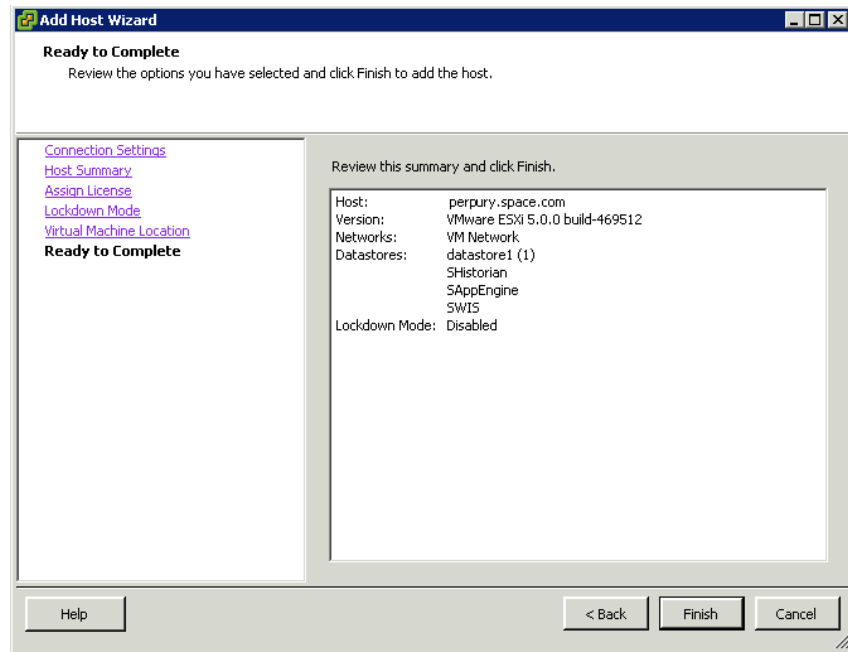 Add Host Wizard
Ready to Complete
Review the options you have selected and click Finish to add the host.
Connection Settings
Host Summary
Assign License
Lockdown Mode
Virtual Machine Location
Ready to Complete
Review this summary and click Finish.
Host: perpury.space.com
Version: VMware ESXi 5.0.0 build-469512
Networks: VM Network
Datastores: datastore1 (1)
SHistorian
SAppEngine
SWIS
Lockdown Mode: Disabled
Help < Back Finish Cancel